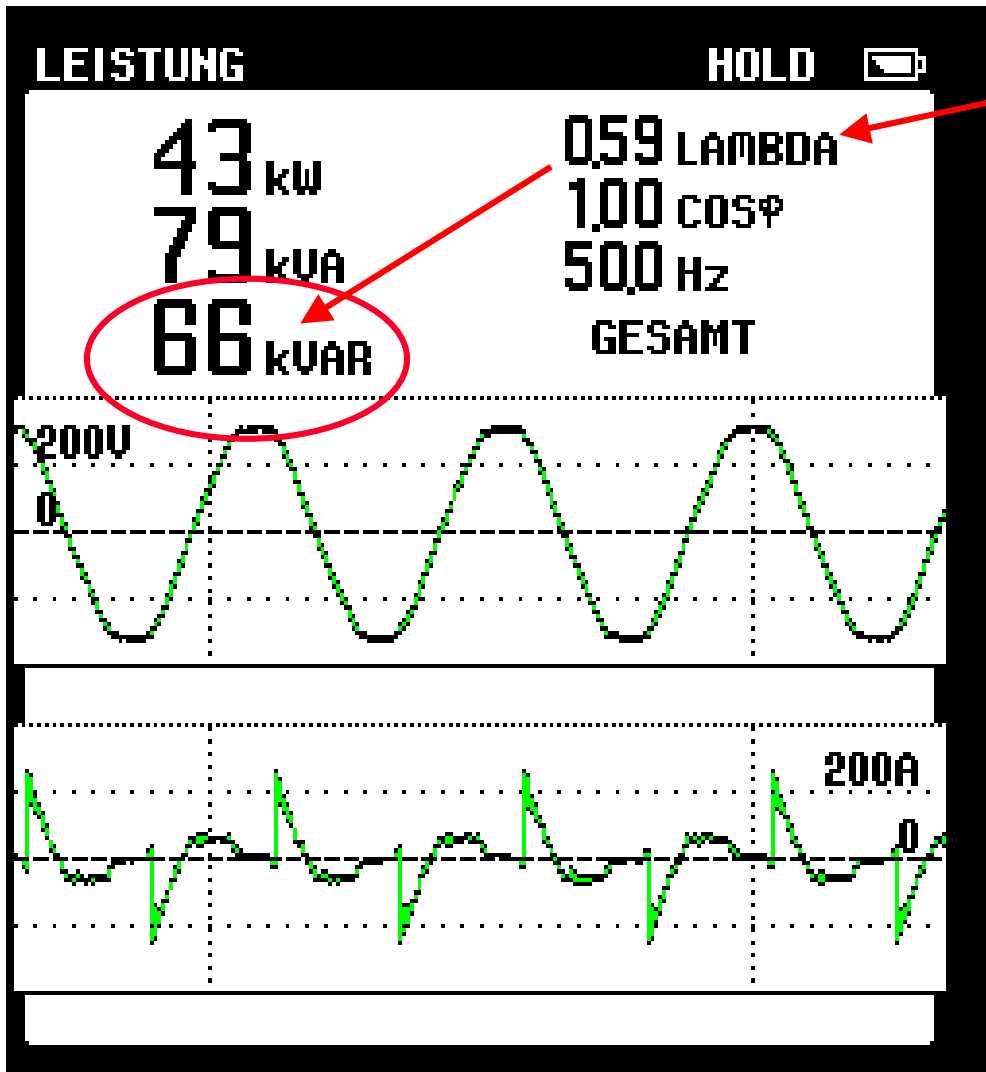 LEISTUNG HOLD
43 kW
79 kVA
66 kVAR
0.59 LAMBDA
1.00 COSφ
50.0 Hz
GESAMT
200V
0
200A
0